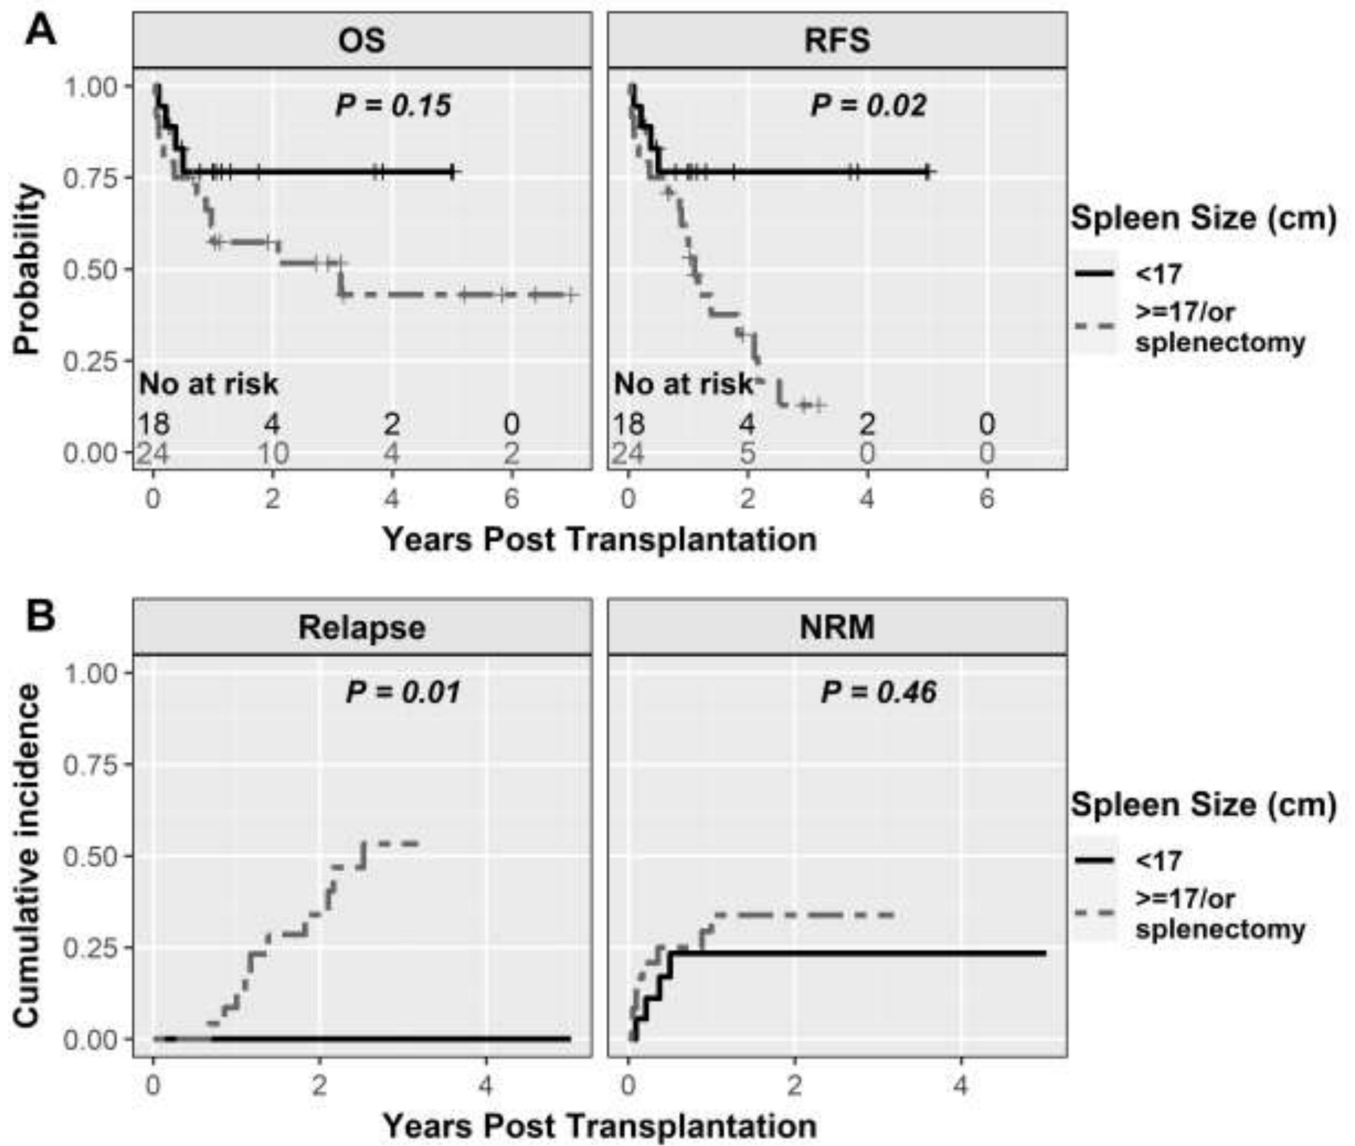 A
OS
RFS
P = 0.15
P = 0.02
Probability
1.00
0.75
0.50
0.25
0.00
No at risk
18 4 2 0
24 10 4 2
No at risk
18 4 2 0
24 5 0 0
0 2 4 6
0 2 4 6
Years Post Transplantation
Spleen Size (cm)
<17
>=17/or
splenectomy
B
Relapse
NRM
P = 0.01
P = 0.46
Cumulative incidence
1.00
0.75
0.50
0.25
0.00
0 2 4
0 2 4
Years Post Transplantation
Spleen Size (cm)
<17
>=17/or
splenectomy